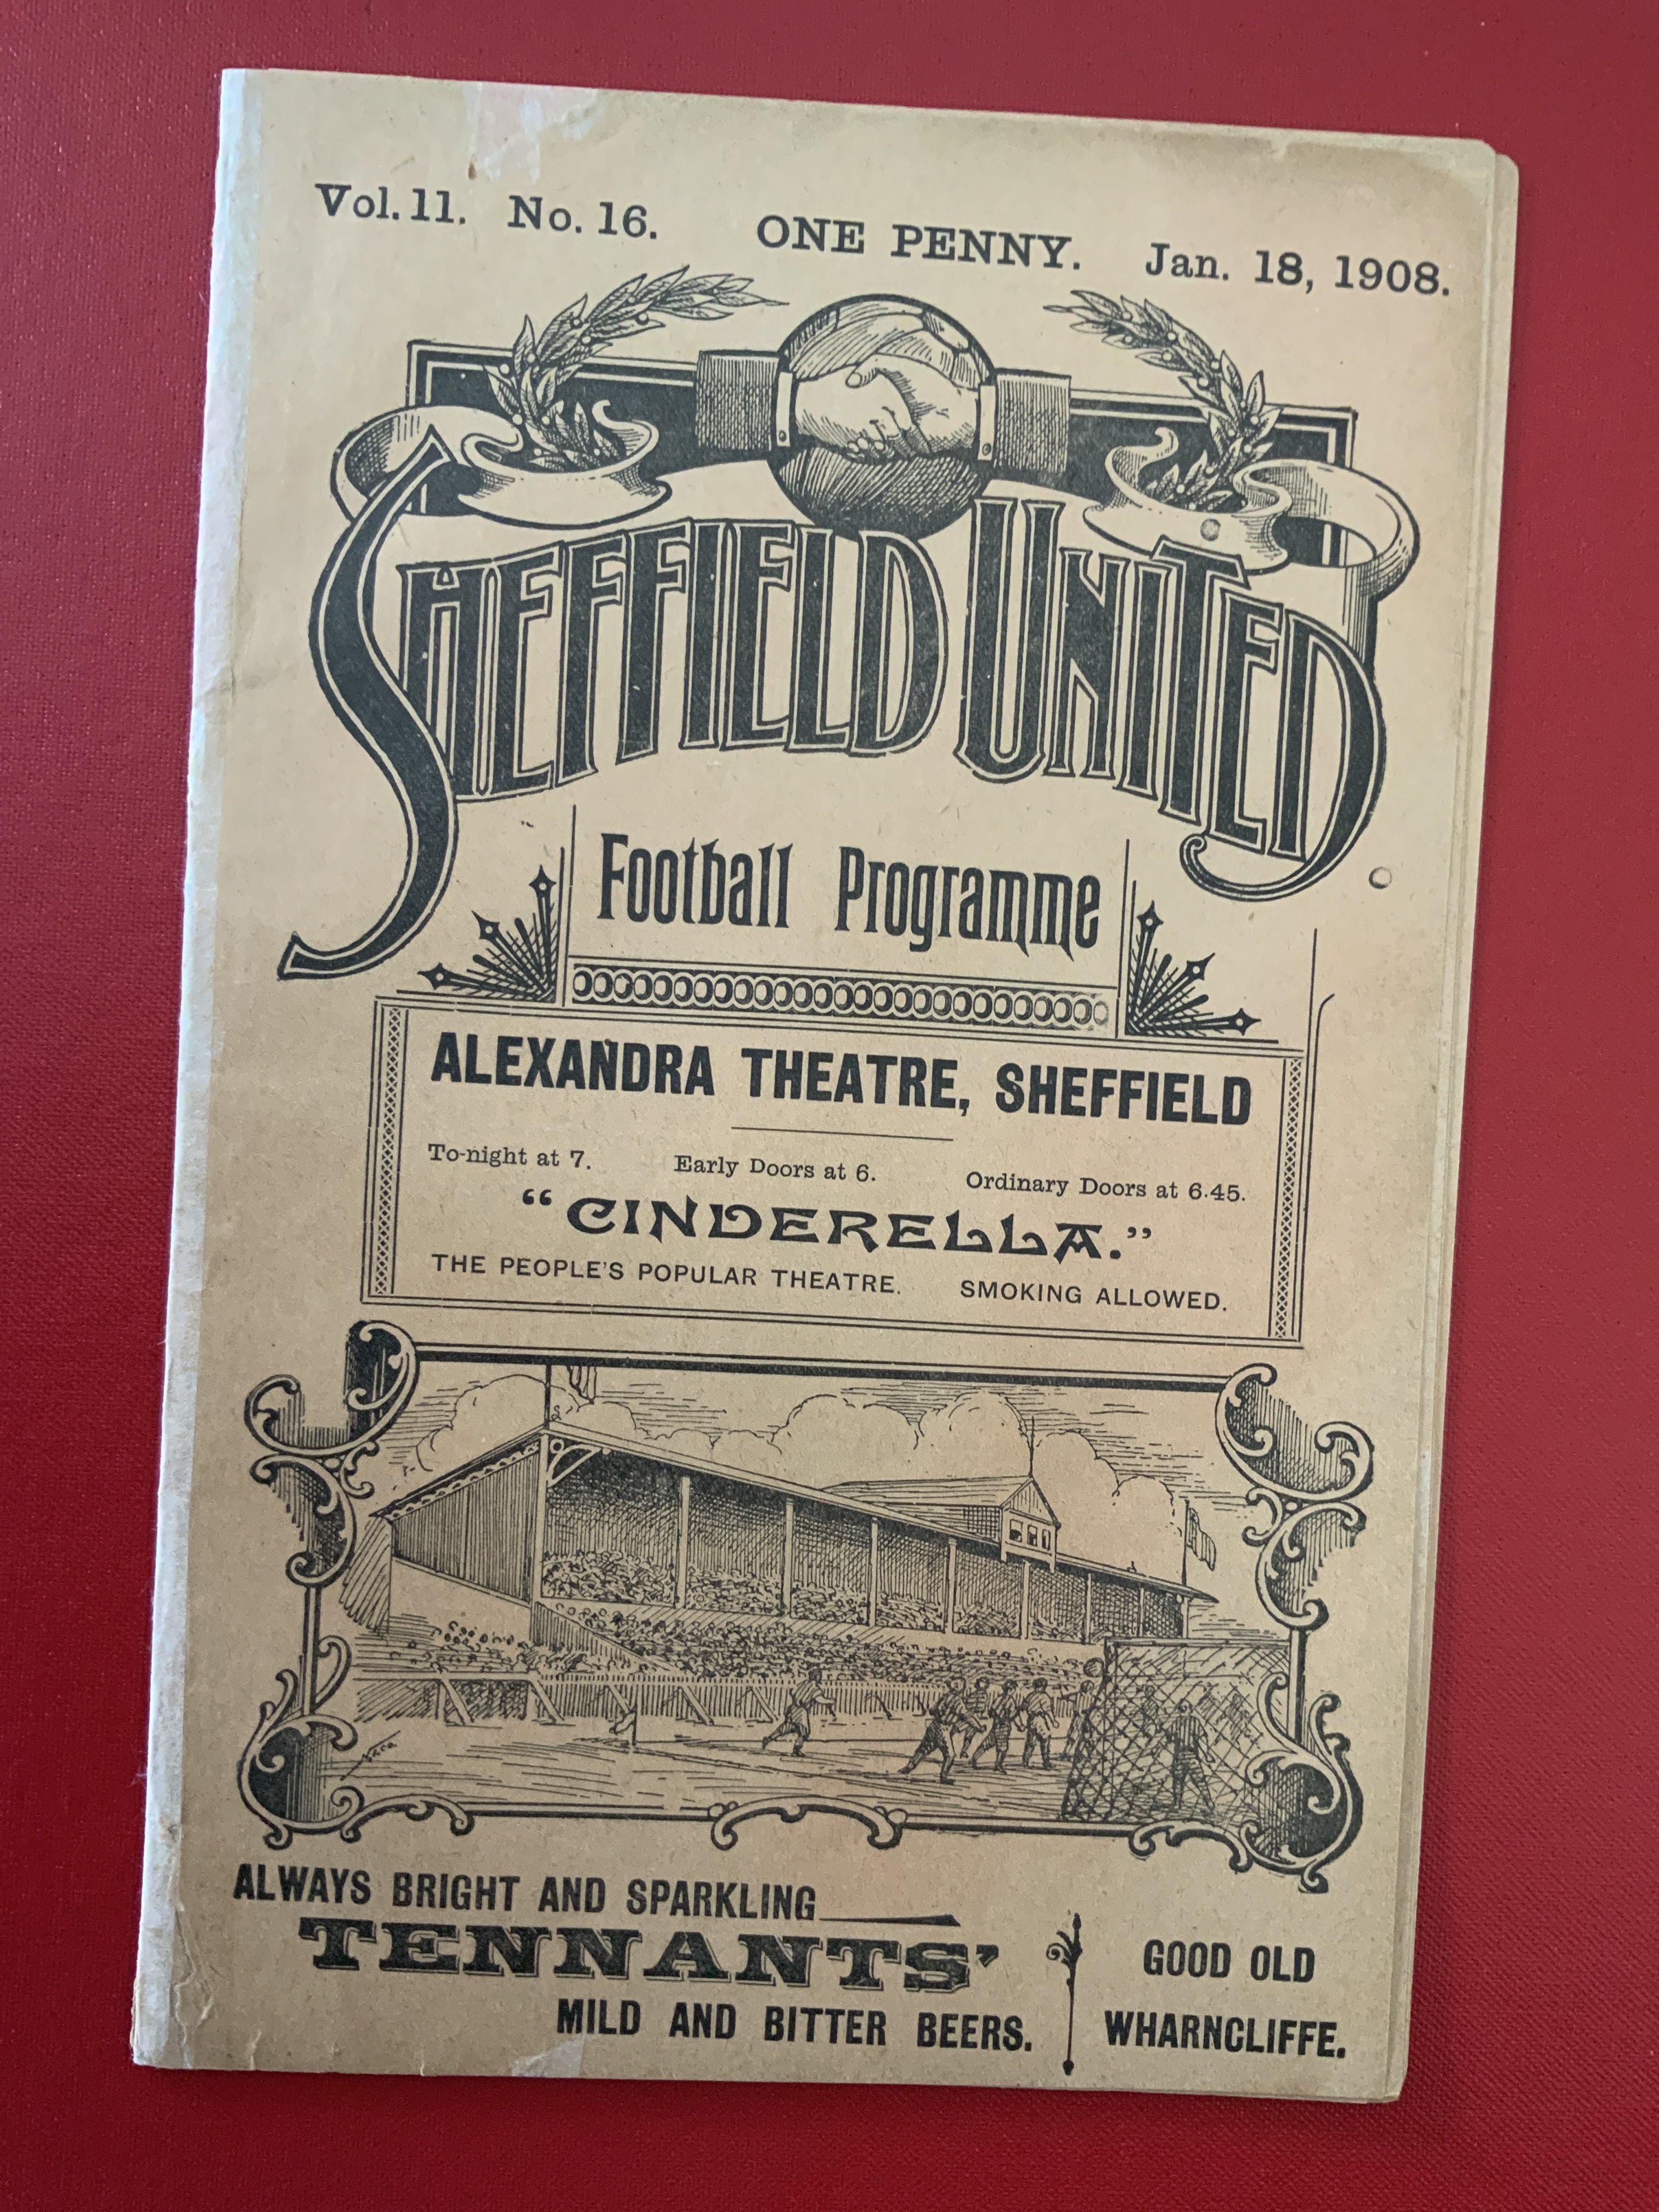 Vol. 11. No. 16. ONE PENNY. Jan. 18, 1908.
SHEFFIELD UNITED
Football Programme
ALEXANDRA THEATRE, SHEFFIELD
To-night at 7. Early Doors at 6. Ordinary Doors at 6.45.
"CINDERELLA."
THE PEOPLE'S POPULAR THEATRE. SMOKING ALLOWED.
ALWAYS BRIGHT AND SPARKLING
TENNANTS'
MILD AND BITTER BEERS.
GOOD OLD
WHARNCLIFFE.